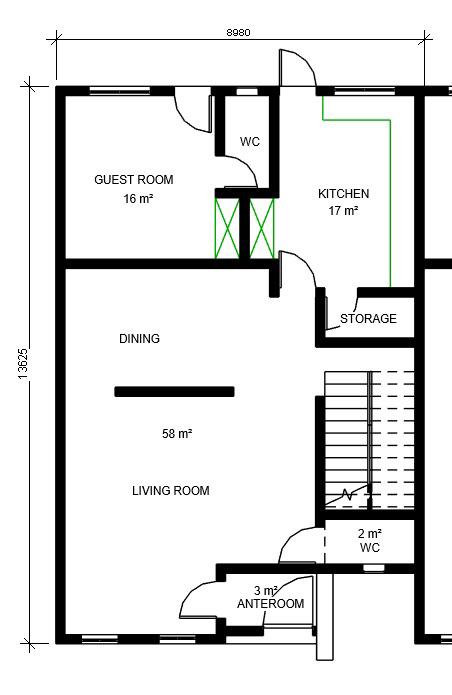 8980
WC
GUEST ROOM
16 m²
KITCHEN
17 m²
13625
STORAGE
DINING
58 m²
LIVING ROOM
2 m²
WC
3 m²
ANTEROOM